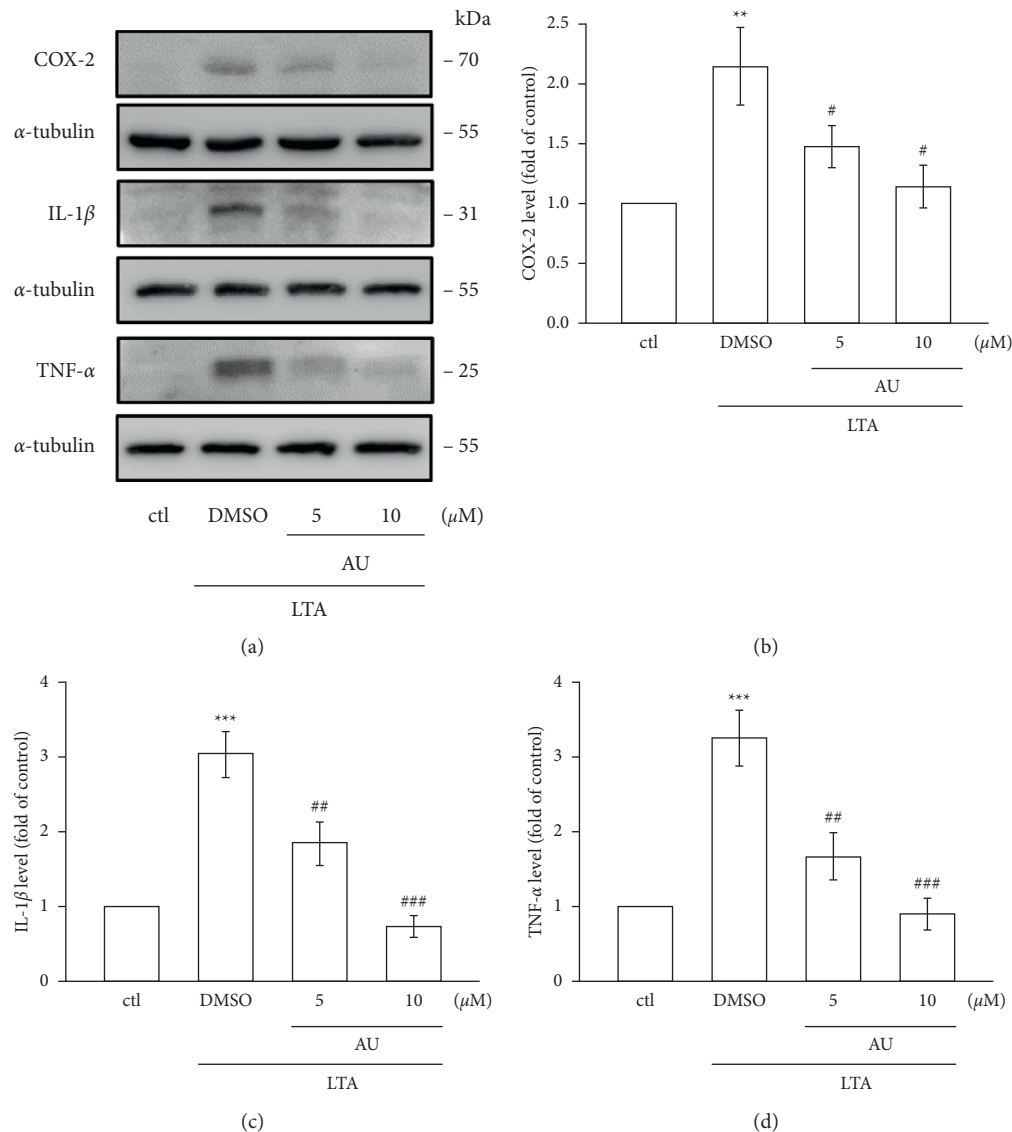 kDa
COX-2
– 70
α-tubulin
– 55
IL-1β
– 31
α-tubulin
– 55
TNF-α
– 25
α-tubulin
– 55
ctl DMSO 5 10 (μM)
AU
LTA
(a)
COX-2 level (fold of control)
2.5
2.0
1.5
1.0
0.5
0.0
**
#
#
ctl DMSO 5 10 (μM)
AU
LTA
(b)
IL-1β level (fold of control)
4
3
2
1
0
***
##
###
ctl DMSO 5 10 (μM)
AU
LTA
(c)
TNF-α level (fold of control)
4
3
2
1
0
***
##
###
ctl DMSO 5 10 (μM)
AU
LTA
(d)